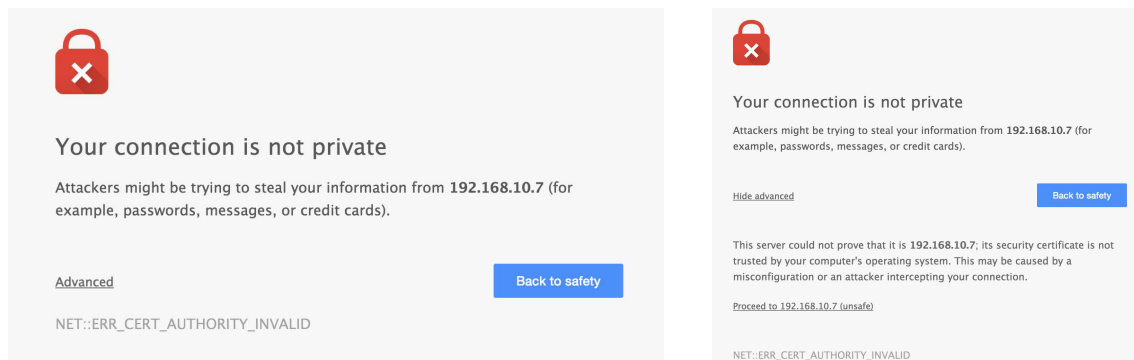 Your connection is not private
Attackers might be trying to steal your information from 192.168.10.7 (for
example, passwords, messages, or credit cards).
Advanced
Back to safety
NET::ERR_CERT_AUTHORITY_INVALID
Your connection is not private
Attackers might be trying to steal your information from 192.168.10.7 (for
example, passwords, messages, or credit cards).
Hide advanced
Back to safety
This server could not prove that it is 192.168.10.7; its security certificate is not
trusted by your computer's operating system. This may be caused by a
misconfiguration or an attacker intercepting your connection.
Proceed to 192.168.10.7 (unsafe)
NET::ERR_CERT_AUTHORITY_INVALID